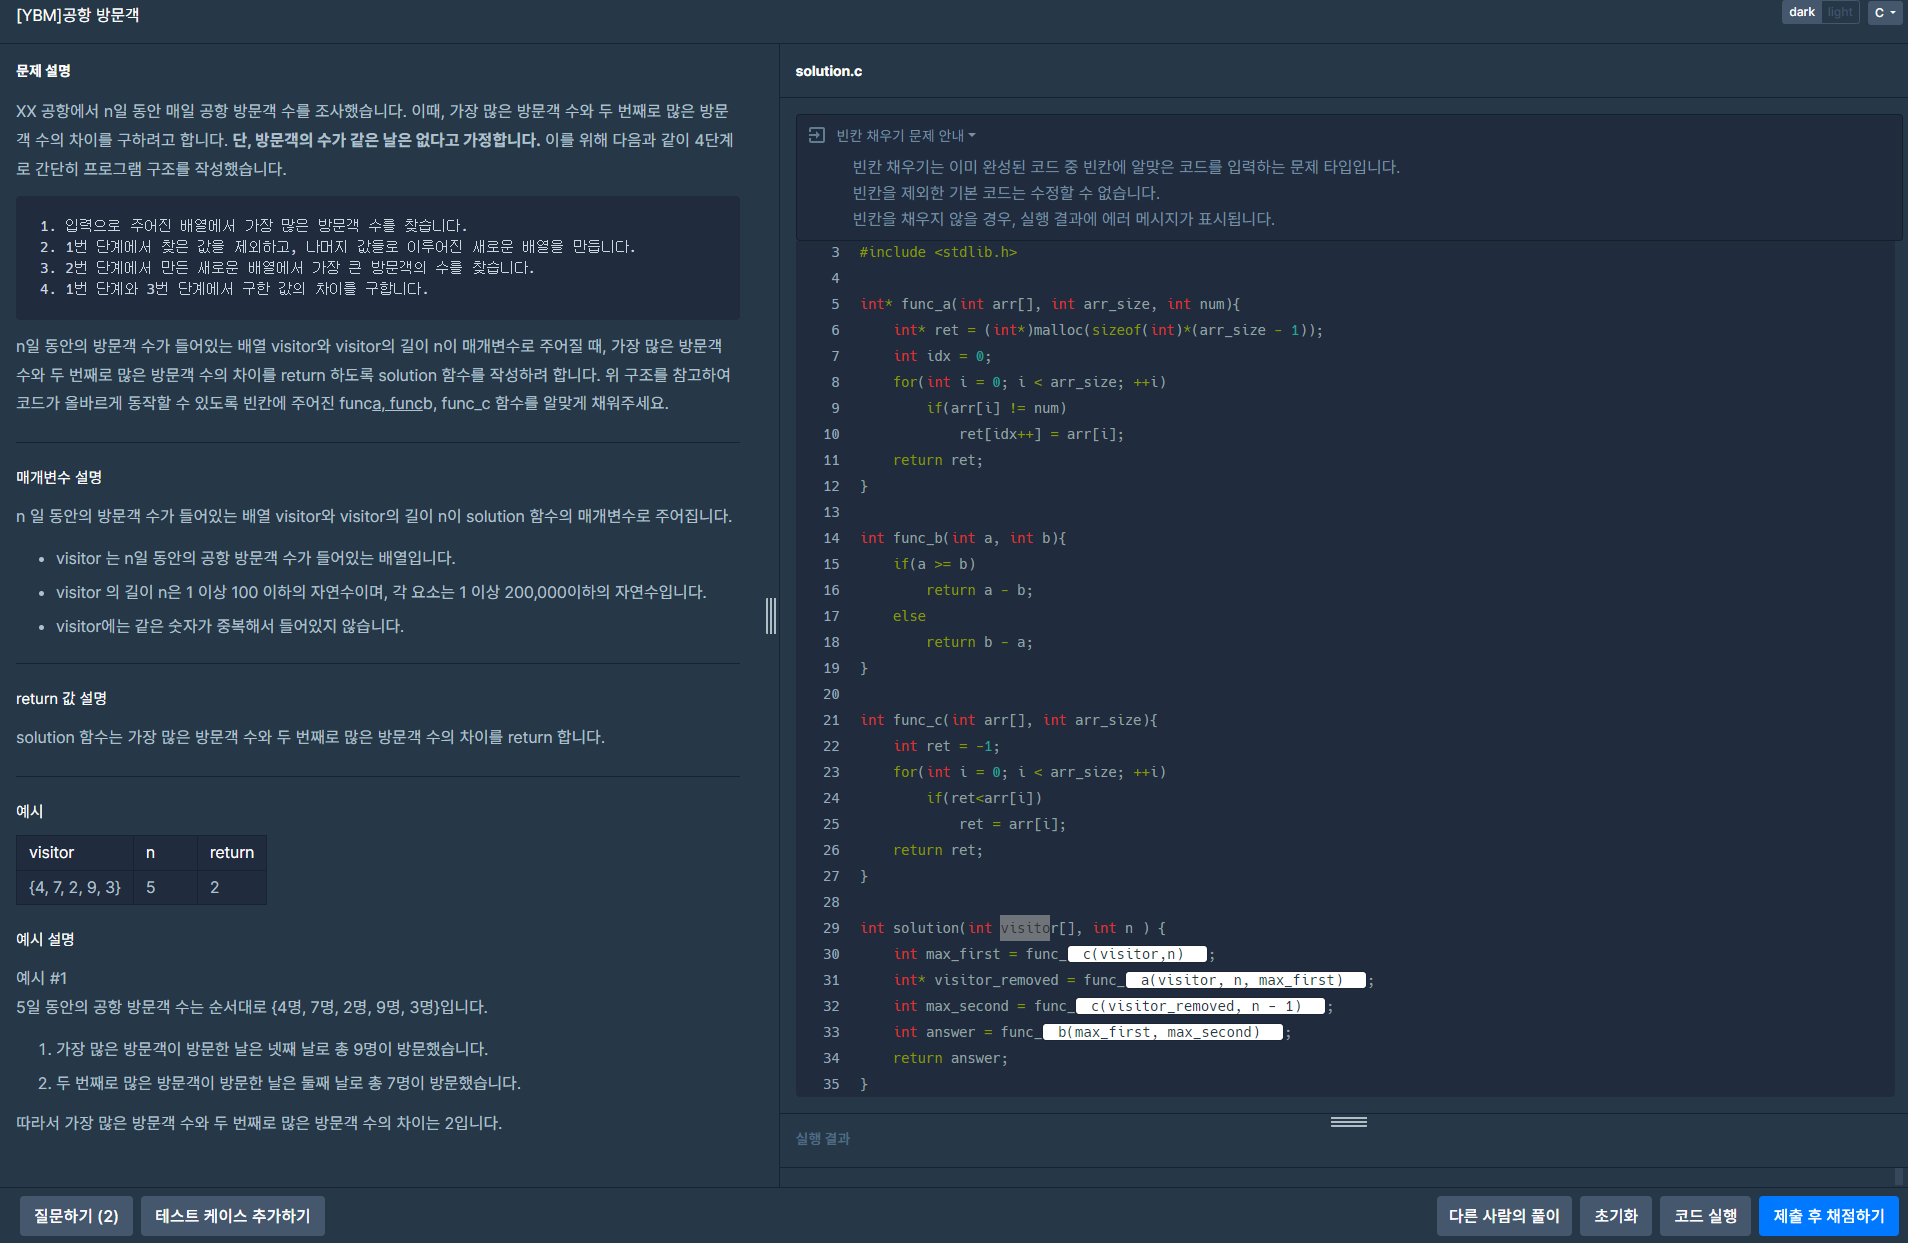 [YBM]공항 방문객
dark light C
문제 설명
XX 공항에서 n일 동안 매일 공항 방문객 수를 조사했습니다. 이때, 가장 많은 방문객 수와 두 번째로 많은 방문
객 수의 차이를 구하려고 합니다. 단, 방문객의 수가 같은 날은 없다고 가정합니다. 이를 위해 다음과 같이 4단계
로 간단히 프로그램 구조를 작성했습니다.
1. 입력으로 주어진 배열에서 가장 많은 방문객 수를 찾습니다.
2. 1번 단계에서 찾은 값을 제외하고, 나머지 값들로 이루어진 새로운 배열을 만듭니다.
3. 2번 단계에서 만든 새로운 배열에서 가장 큰 방문객의 수를 찾습니다.
4. 1번 단계와 3번 단계에서 구한 값의 차이를 구합니다.
n일 동안의 방문객 수가 들어있는 배열 visitor와 visitor의 길이 n이 매개변수로 주어질 때, 가장 많은 방문객
수와 두 번째로 많은 방문객 수의 차이를 return 하도록 solution 함수를 작성하려 합니다. 위 구조를 참고하여
코드가 올바르게 동작할 수 있도록 빈칸에 주어진 funca, funcb, func_c 함수를 알맞게 채워주세요.
매개변수 설명
n 일 동안의 방문객 수가 들어있는 배열 visitor와 visitor의 길이 n이 solution 함수의 매개변수로 주어집니다.
• visitor 는 n일 동안의 공항 방문객 수가 들어있는 배열입니다.
• visitor 의 길이 n은 1 이상 100 이하의 자연수이며, 각 요소는 1 이상 200,000이하의 자연수입니다.
• visitor에는 같은 숫자가 중복해서 들어있지 않습니다.
return 값 설명
solution 함수는 가장 많은 방문객 수와 두 번째로 많은 방문객 수의 차이를 return 합니다.
예시
visitor n return
{4, 7, 2, 9, 3} 5 2
예시 설명
예시 #1
5일 동안의 공항 방문객 수는 순서대로 {4명, 7명, 2명, 9명, 3명}입니다.
1. 가장 많은 방문객이 방문한 날은 넷째 날로 총 9명이 방문했습니다.
2. 두 번째로 많은 방문객이 방문한 날은 둘째 날로 총 7명이 방문했습니다.
따라서 가장 많은 방문객 수와 두 번째로 많은 방문객 수의 차이는 2입니다.
solution.c
빈칸 채우기 문제 안내
빈칸 채우기는 이미 완성된 코드 중 빈칸에 알맞은 코드를 입력하는 문제 타입입니다.
빈칸을 제외한 기본 코드는 수정할 수 없습니다.
빈칸을 채우지 않을 경우, 실행 결과에 에러 메시지가 표시됩니다.
3 #include <stdlib.h>
4
5 int* func_a(int arr[], int arr_size, int num){
6     int* ret = (int*)malloc(sizeof(int)*(arr_size - 1));
7     int idx = 0;
8     for(int i = 0; i < arr_size; ++i)
9         if(arr[i] != num)
10             ret[idx++] = arr[i];
11     return ret;
12 }
13
14 int func_b(int a, int b){
15     if(a >= b)
16         return a - b;
17     else
18         return b - a;
19 }
20
21 int func_c(int arr[], int arr_size){
22     int ret = -1;
23     for(int i = 0; i < arr_size; ++i)
24         if(ret<arr[i])
25             ret = arr[i];
26     return ret;
27 }
28
29 int solution(int visitor[], int n ) {
30     int max_first = func_ c(visitor,n) ;
31     int* visitor_removed = func_ a(visitor, n, max_first) ;
32     int max_second = func_ c(visitor_removed, n - 1) ;
33     int answer = func_ b(max_first, max_second) ;
34     return answer;
35 }
실행 결과
질문하기 (2) 테스트 케이스 추가하기 다른 사람의 풀이 초기화 코드 실행 제출 후 채점하기